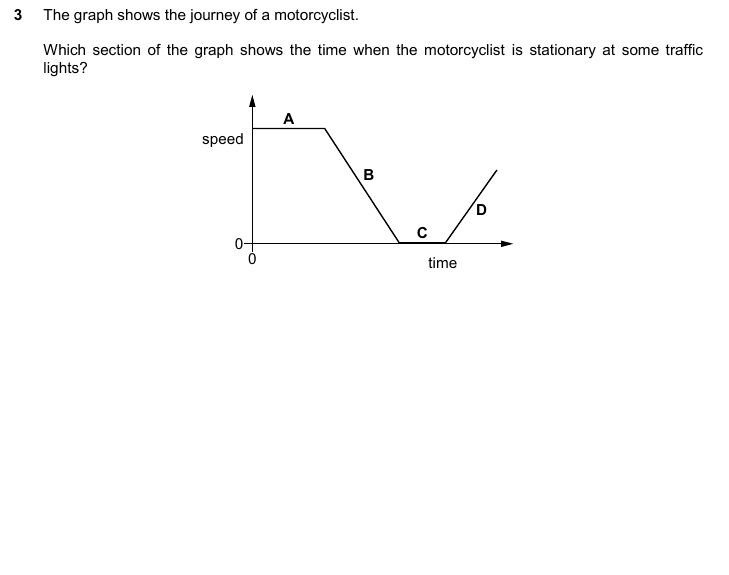 3 The graph shows the journey of a motorcyclist.
Which section of the graph shows the time when the motorcyclist is stationary at some traffic
lights?
A
speed
B
D
C
0
0
time